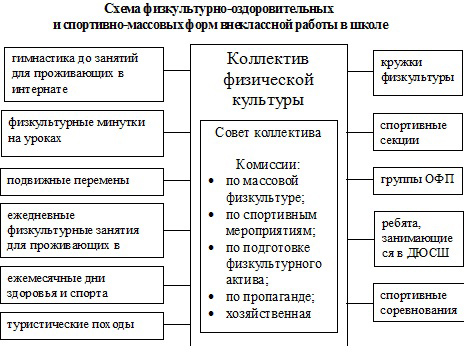 Схема физкультурно-оздоровительных
и спортивно-массовых форм внеклассной работы в школе
гимнастика до занятий
для проживающих в
интернате
физкультурные минутки
на уроках
подвижные перемены
ежедневные
физкультурные занятия
для проживающих в
ежемесячные дни
здоровья и спорта
туристические походы
Коллектив
физической
культуры
Совет коллектива
Комиссии:
• по массовой
физкультуре;
• по спортивным
мероприятиям;
• по подготовке
физкультурного
актива;
• по пропаганде;
• хозяйственная
кружки
физкультуры
спортивные
секции
группы ОФП
ребята,
занимающие
ся в ДЮСШ
спортивные
соревнования